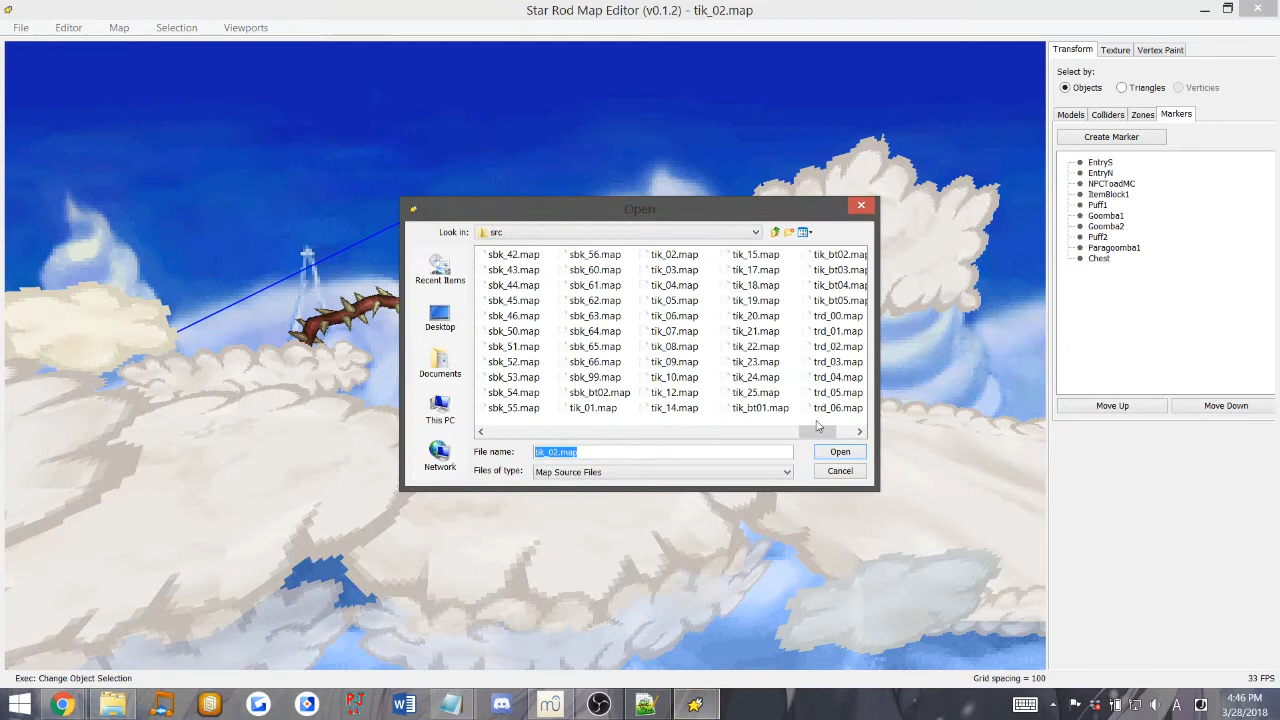 Star Rod Map Editor (v0.1.2) - tik_02.map
File Editor Map Selection Viewports
Transform Texture Vertex Paint
Select by:
Objects Triangles Verticies
Models Colliders Zones Markers
Create Marker
EntryS
EntryN
NPCToadMC
ItemBlock1
Puff1
Goomba1
Goomba2
Puff2
Paragoomba1
Chest
Move Up Move Down
Open
Look in: src
Recent Items
Desktop
Documents
This PC
Network
sbk_42.map sbk_56.map tik_02.map tik_15.map tik_bt02.map
sbk_43.map sbk_60.map tik_03.map tik_17.map tik_bt03.map
sbk_44.map sbk_61.map tik_04.map tik_18.map tik_bt04.map
sbk_45.map sbk_62.map tik_05.map tik_19.map tik_bt05.map
sbk_46.map sbk_63.map tik_06.map tik_20.map trd_00.map
sbk_50.map sbk_64.map tik_07.map tik_21.map trd_01.map
sbk_51.map sbk_65.map tik_08.map tik_22.map trd_02.map
sbk_52.map sbk_66.map tik_09.map tik_23.map trd_03.map
sbk_53.map sbk_99.map tik_10.map tik_24.map trd_04.map
sbk_54.map sbk_bt02.map tik_12.map tik_25.map trd_05.map
sbk_55.map tik_01.map tik_14.map tik_bt01.map trd_06.map
File name: tik_02.map Open
Files of type: Map Source Files Cancel
Exec: Change Object Selection Grid spacing = 100 33 FPS
4:46 PM
3/28/2018